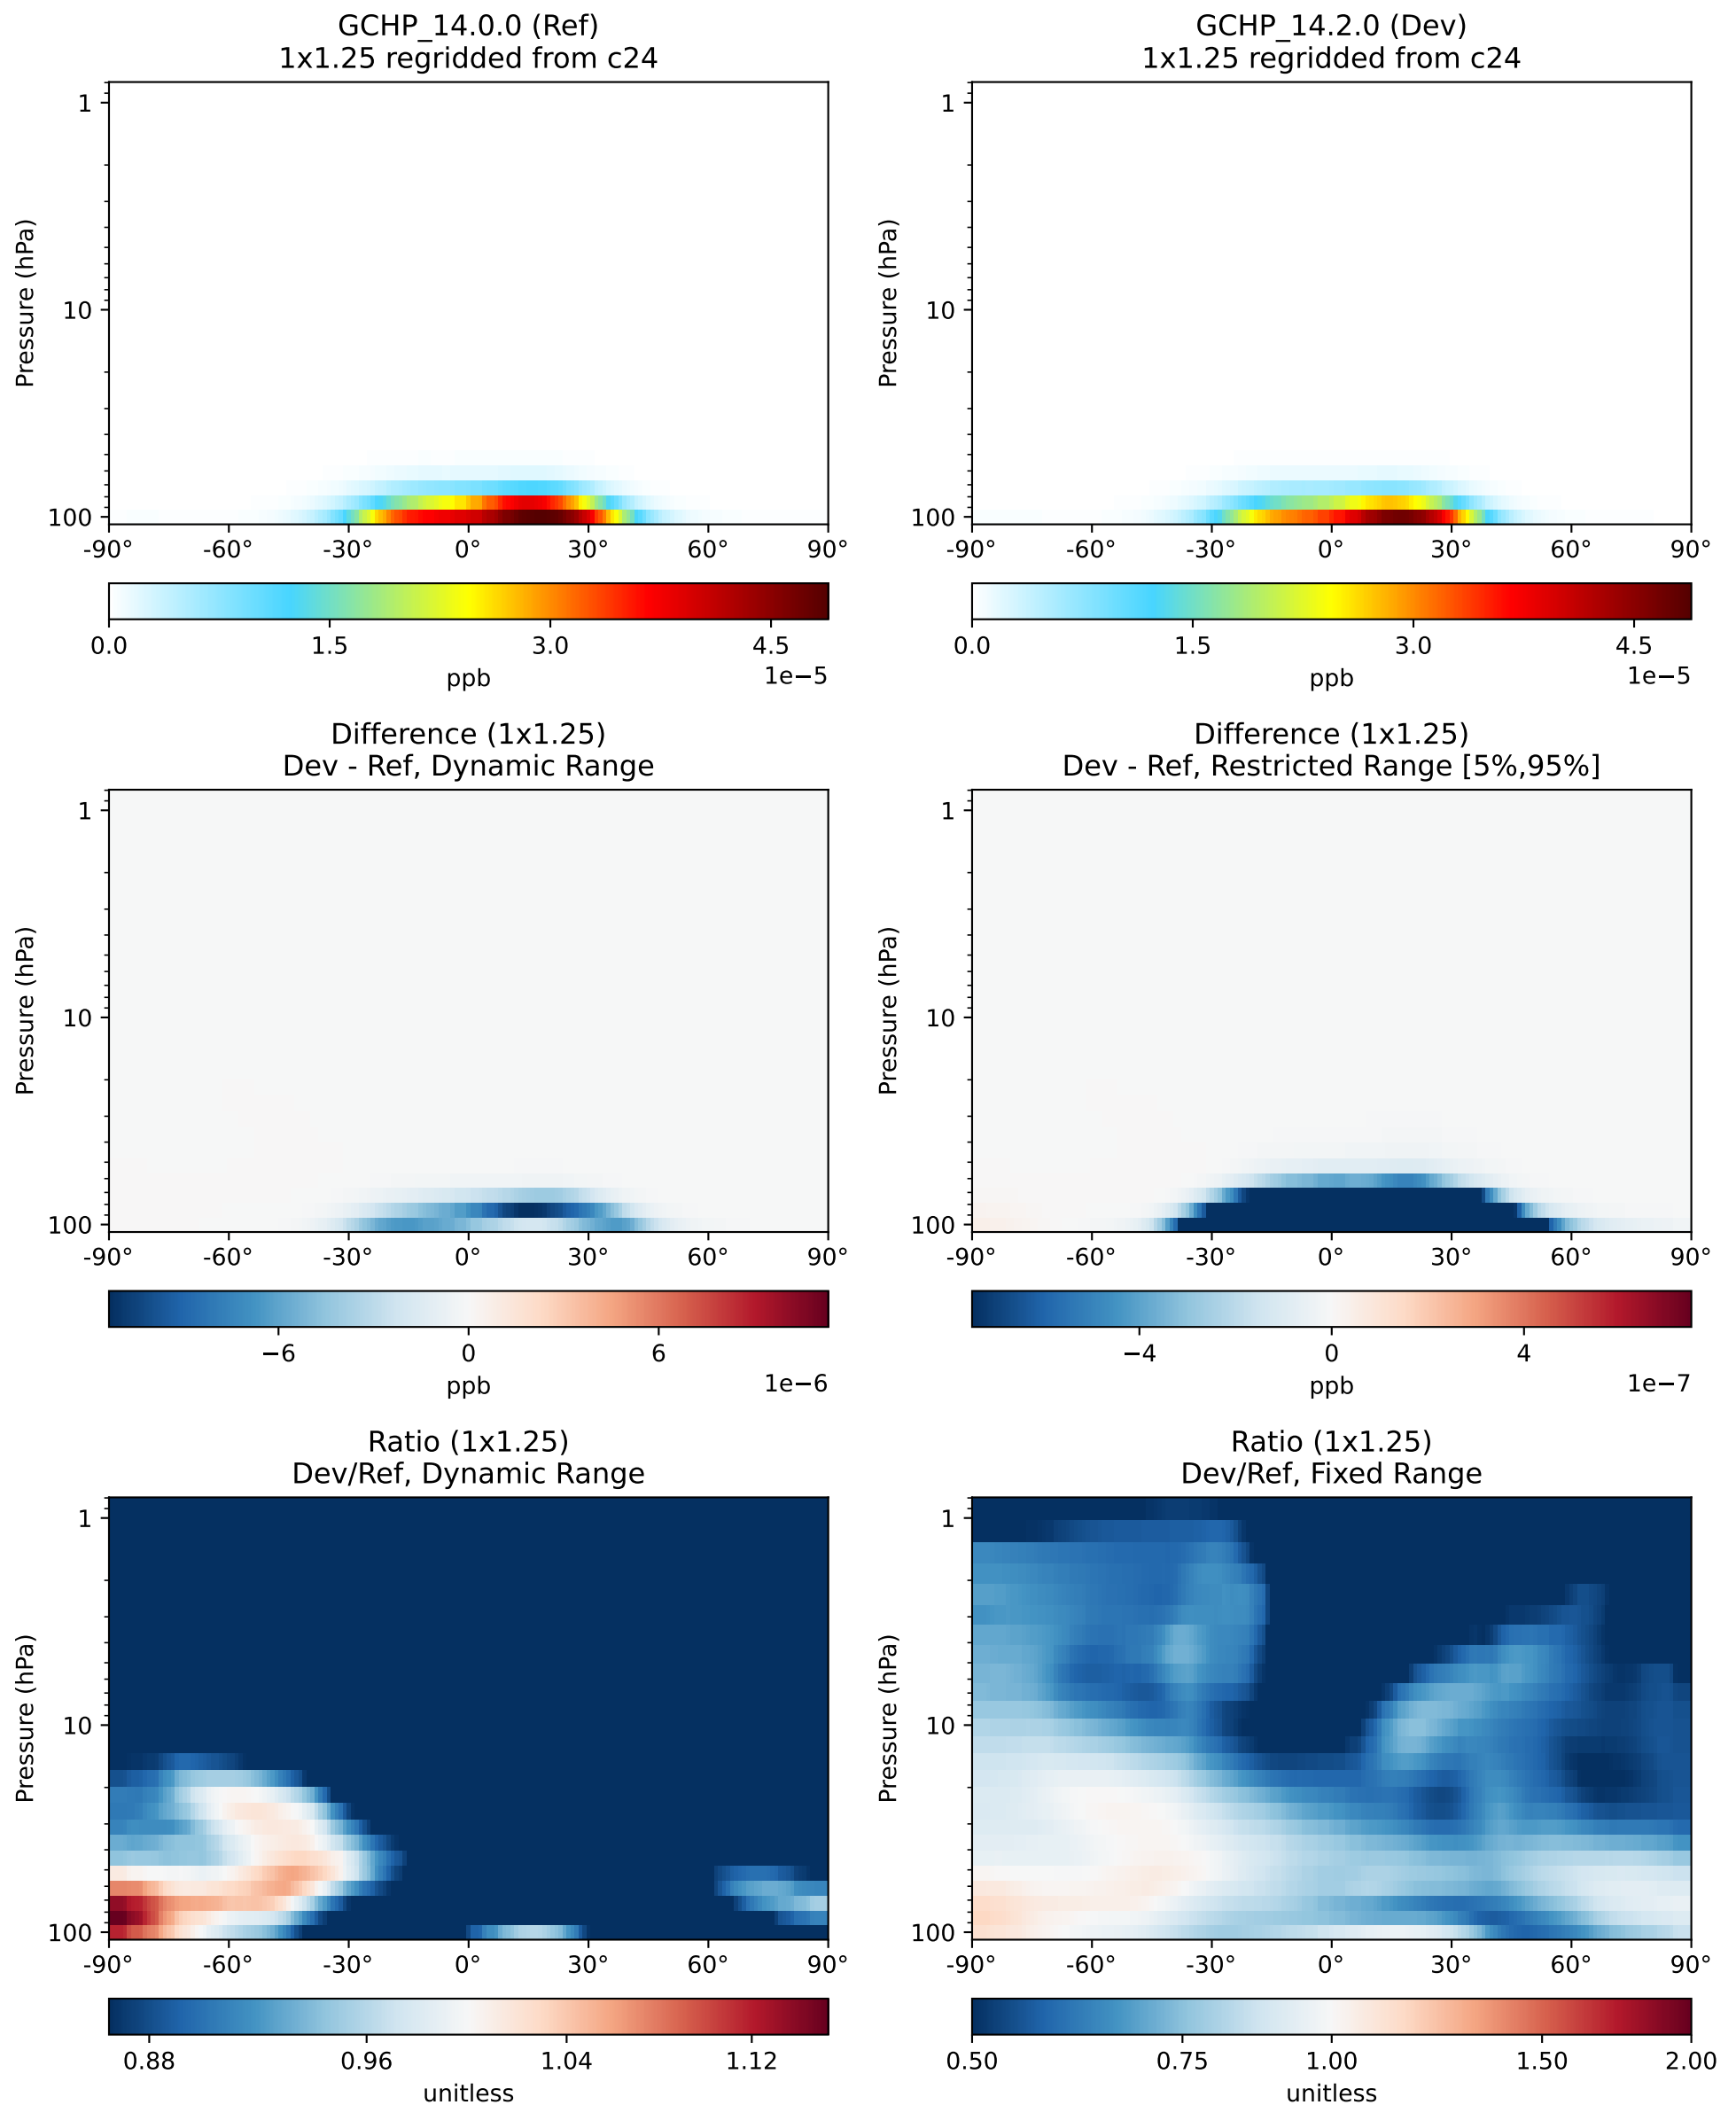 GCHP_14.0.0 (Ref)
1x1.25 regridded from c24
Pressure (hPa)
1
10
100
-90° -60° -30° 0° 30° 60° 90°
0.0 1.5 3.0 4.5
1e−5
ppb
GCHP_14.2.0 (Dev)
1x1.25 regridded from c24
Pressure (hPa)
1
10
100
-90° -60° -30° 0° 30° 60° 90°
0.0 1.5 3.0 4.5
1e−5
ppb
Difference (1x1.25)
Dev - Ref, Dynamic Range
Pressure (hPa)
1
10
100
-90° -60° -30° 0° 30° 60° 90°
−6 0 6
1e−6
ppb
Difference (1x1.25)
Dev - Ref, Restricted Range [5%,95%]
Pressure (hPa)
1
10
100
-90° -60° -30° 0° 30° 60° 90°
−4 0 4
1e−7
ppb
Ratio (1x1.25)
Dev/Ref, Dynamic Range
Pressure (hPa)
1
10
100
-90° -60° -30° 0° 30° 60° 90°
0.88 0.96 1.04 1.12
unitless
Ratio (1x1.25)
Dev/Ref, Fixed Range
Pressure (hPa)
1
10
100
-90° -60° -30° 0° 30° 60° 90°
0.50 0.75 1.00 1.50 2.00
unitless